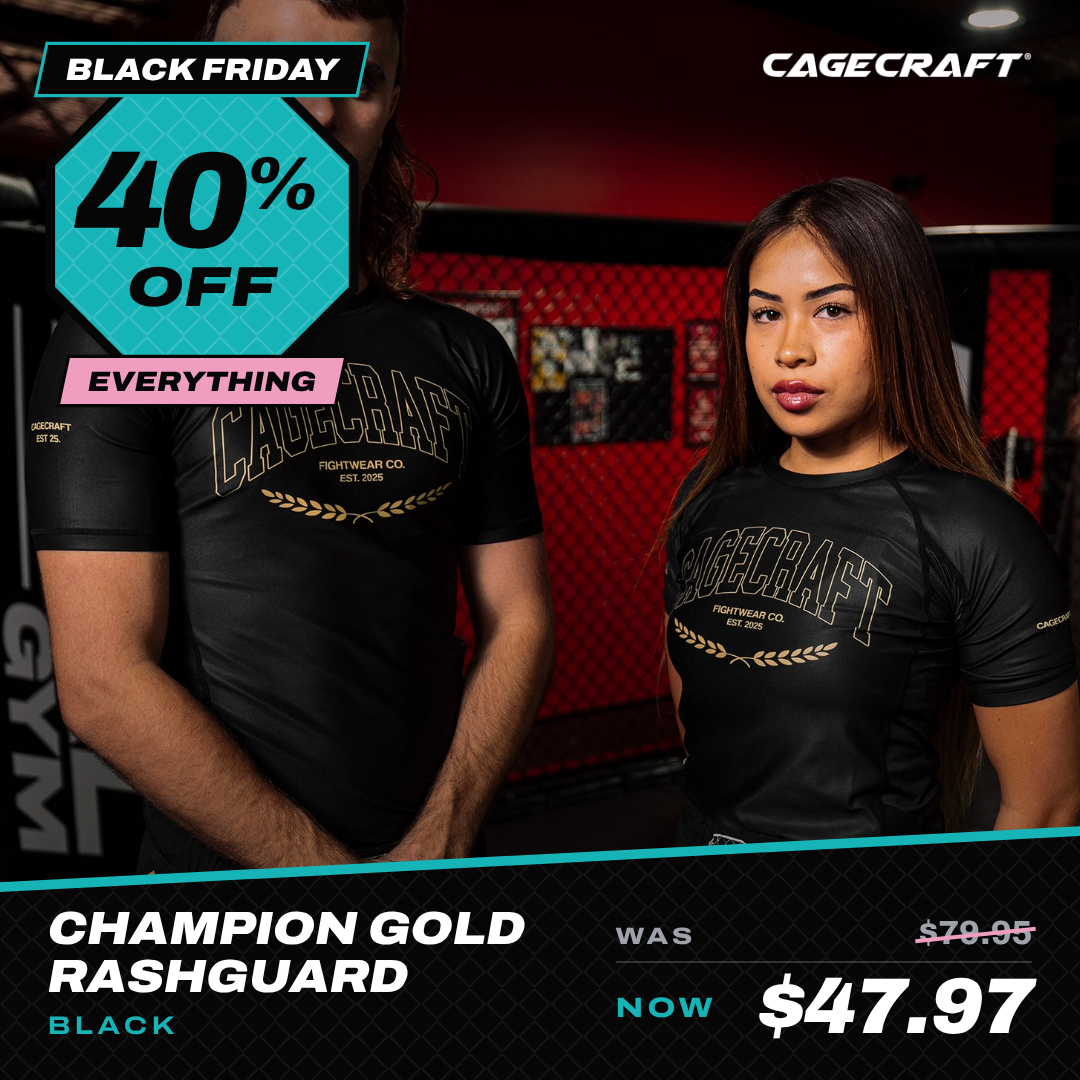 BLACK FRIDAY
CAGECRAFT®
40%
OFF
EVERYTHING
CAGECRAFT
EST 25.
CAGECRAFT
FIGHTWEAR CO.
EST. 2025
CAGECRAFT
FIGHTWEAR CO.
EST. 2025
CAGECRAFT
GYM
CHAMPION GOLD
RASHGUARD
BLACK
WAS $79.95
NOW $47.97